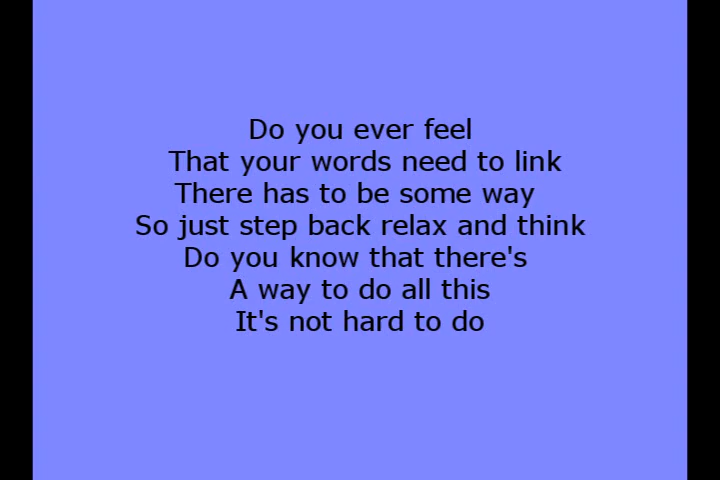 Do you ever feel
That your words need to link
There has to be some way
So just step back relax and think
Do you know that there's
A way to do all this
It's not hard to do